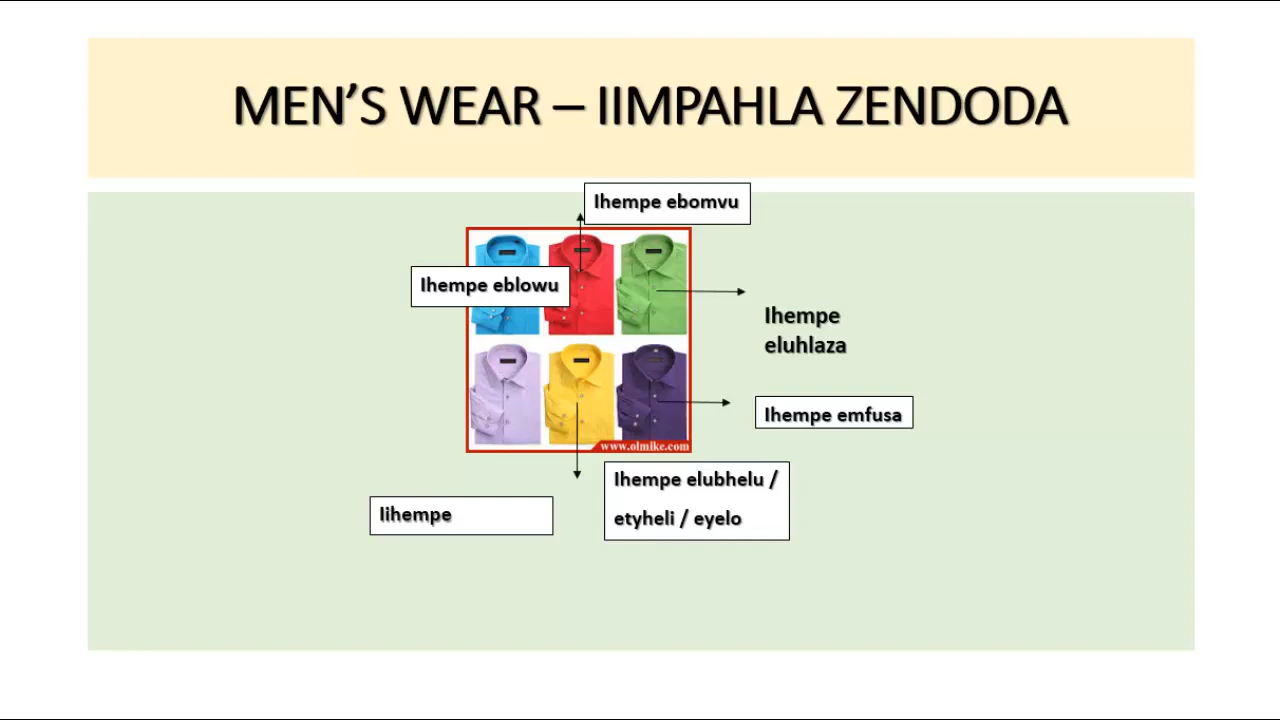 MEN’S WEAR – IIMPAHLA ZENDODA
Ihempe ebomvu
Ihempe eblowu
Ihempe
eluhlaza
Ihempe emfusa
www.olmike.com
Ihempe elubhelu /
etyheli / eyelo
Iihempe